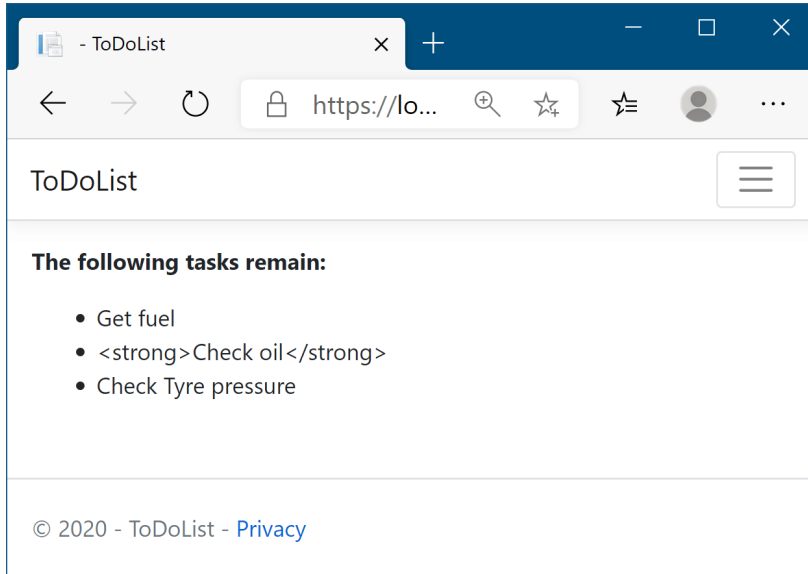 - ToDoList
https://lo...
ToDoList
The following tasks remain:
Get fuel
<strong>Check oil</strong>
Check Tyre pressure
© 2020 - ToDoList - Privacy